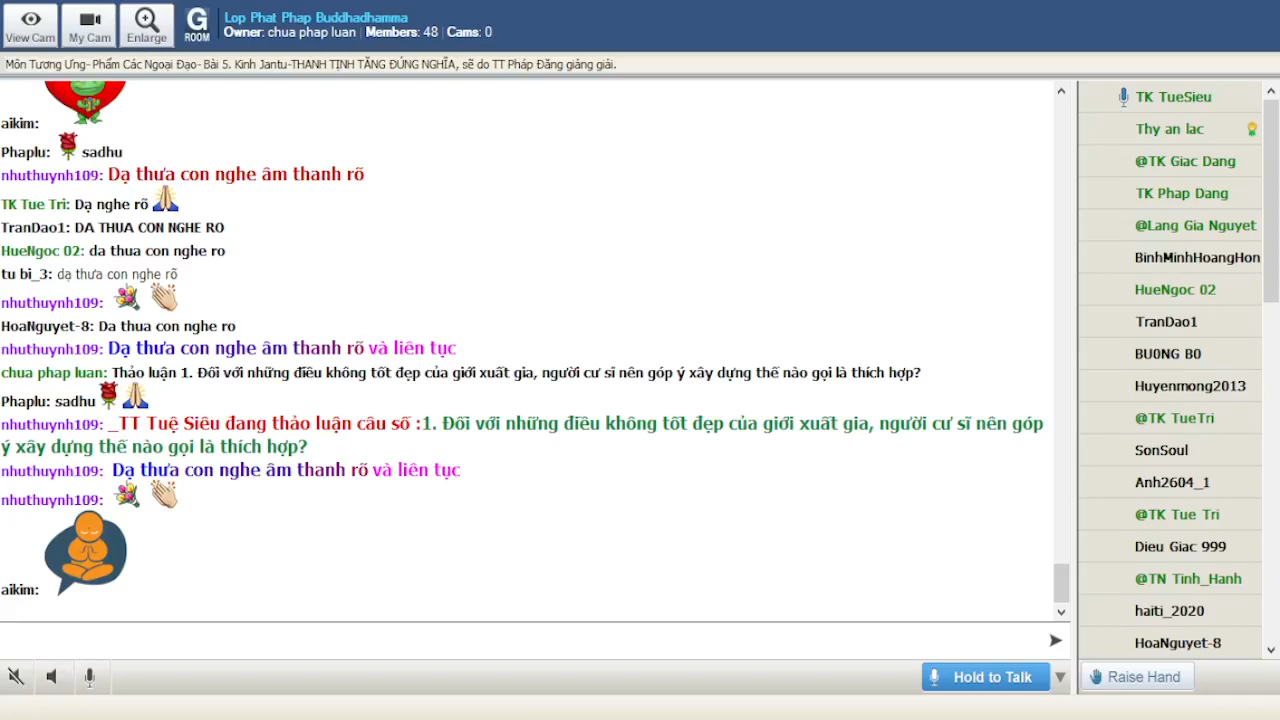 View Cam
My Cam
Enlarge
G
ROOM
Lop Phat Phap Buddhadhamma
Owner: chua phap luan | Members: 48 | Cams: 0
Môn Tương Ưng- Phẩm Các Ngoại Đạo- Bài 5. Kinh Jantu-THANH TỊNH TĂNG ĐÚNG NGHĨA, sẽ do TT Pháp Đăng giảng giải.
aikim:
Phaplu: sadhu
nhuthuynh109: Dạ thưa con nghe âm thanh rõ
TK Tue Tri: Dạ nghe rõ
TranDao1: DA THUA CON NGHE RO
HueNgoc 02: da thua con nghe ro
tu bi_3: dạ thưa con nghe rõ
nhuthuynh109:
HoaNguyet-8: Da thua con nghe ro
nhuthuynh109: Dạ thưa con nghe âm thanh rõ và liên tục
chua phap luan: Thảo luận 1. Đối với những điều không tốt đẹp của giới xuất gia, người cư sĩ nên góp ý xây dựng thế nào gọi là thích hợp?
Phaplu: sadhu
nhuthuynh109: _TT Tuệ Siêu đang thảo luận câu số :1. Đối với những điều không tốt đẹp của giới xuất gia, người cư sĩ nên góp
ý xây dựng thế nào gọi là thích hợp?
nhuthuynh109: Dạ thưa con nghe âm thanh rõ và liên tục
nhuthuynh109:
aikim:
Hold to Talk
TK TueSieu
Thy an lac
@TK Giac Dang
TK Phap Dang
@Lang Gia Nguyet
BinhMinhHoangHon
HueNgoc 02
TranDao1
BU0NG B0
Huyenmong2013
@TK TueTri
SonSoul
Anh2604_1
@TK Tue Tri
Dieu Giac 999
@TN Tinh_Hanh
haiti_2020
HoaNguyet-8
Raise Hand